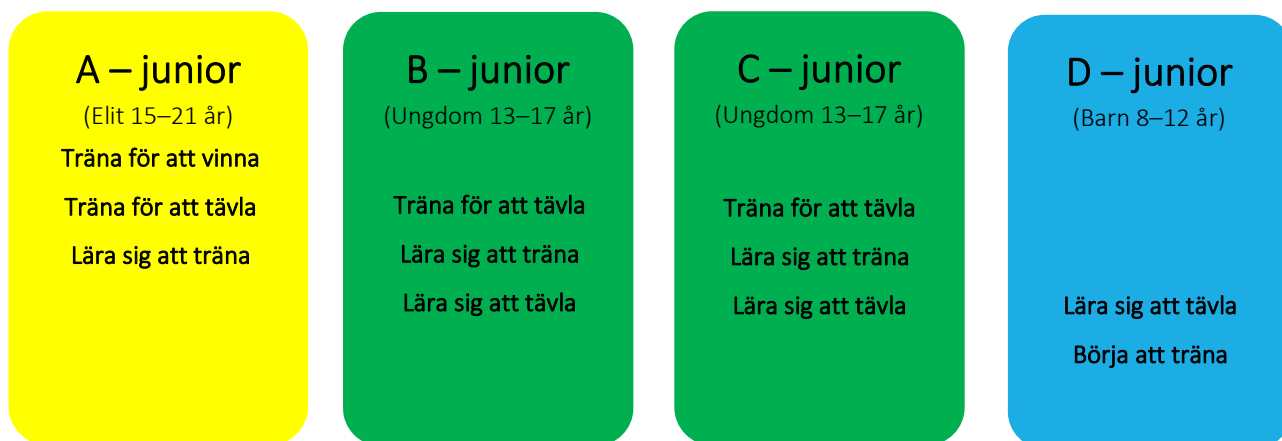 A – junior
(Elit 15–21 år)
Träna för att vinna
Träna för att tävla
Lära sig att träna
B – junior
(Ungdom 13–17 år)
Träna för att tävla
Lära sig att träna
Lära sig att tävla
C – junior
(Ungdom 13–17 år)
Träna för att tävla
Lära sig att träna
Lära sig att tävla
D – junior
(Barn 8–12 år)
Lära sig att tävla
Börja att träna